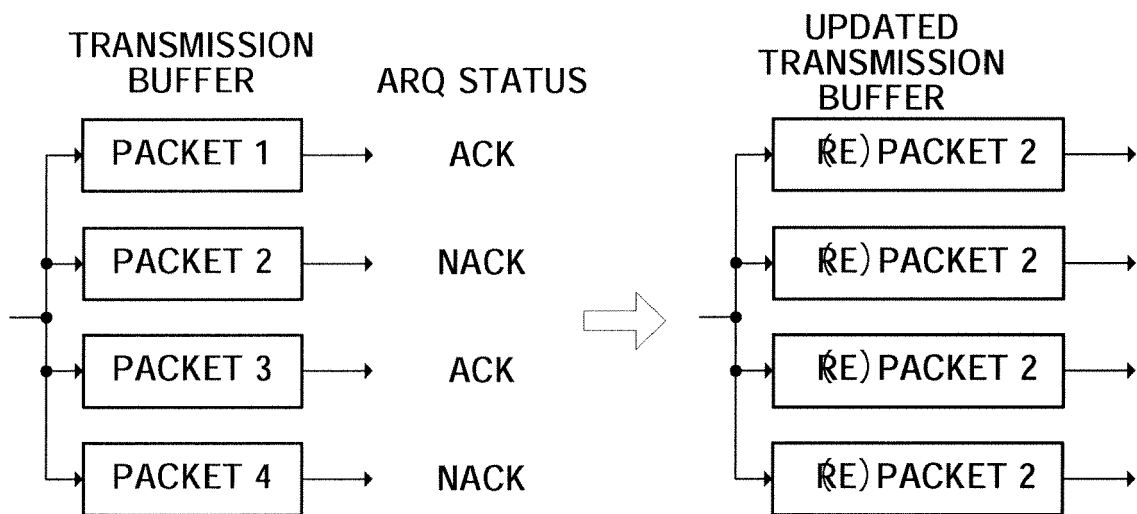 TRANSMISSION
BUFFER
ARQ STATUS
PACKET 1
ACK
PACKET 2
NACK
PACKET 3
ACK
PACKET 4
NACK
UPDATED
TRANSMISSION
BUFFER
(RE) PACKET 2
(RE) PACKET 2
(RE) PACKET 2
(RE) PACKET 2